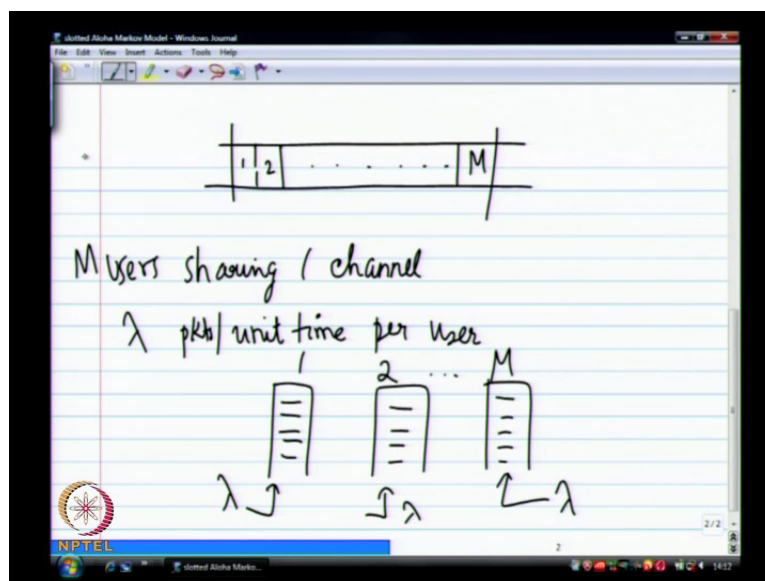 slotted Aloha Markov Model - Windows Journal
File Edit View Insert Actions Tools Help
1 2 . . . . . . . M
M users sharing 1 channel
λ pkts/unit time per user
1 2 ... M
λ λ λ
2/2
NPTEL
2
slotted Aloha Marko...
14:12